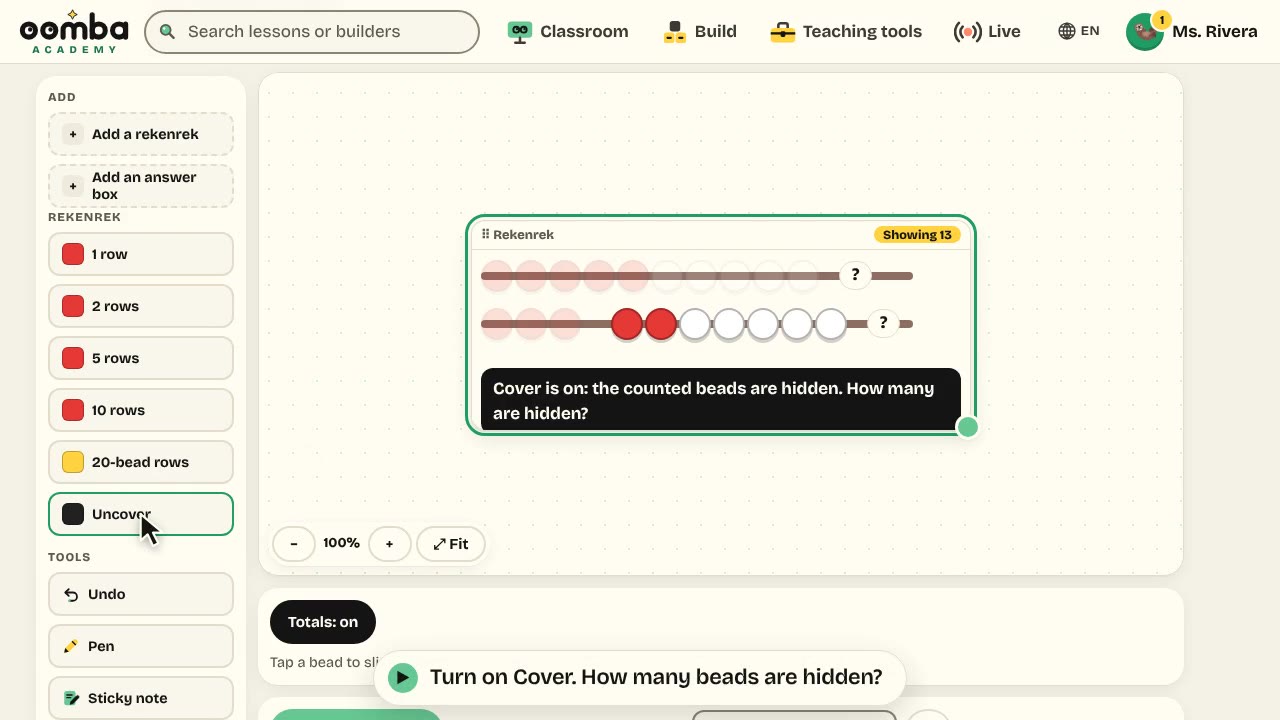 oomba
ACADEMY
Search lessons or builders
Classroom
Build
Teaching tools
Live
EN
1
Ms. Rivera
ADD
+ Add a rekenrek
+ Add an answer
box
REKENREK
1 row
2 rows
5 rows
10 rows
20-bead rows
Uncover
TOOLS
Undo
Pen
Sticky note
Rekenrek
Showing 13
?
?
Cover is on: the counted beads are hidden. How many
are hidden?
− 100% + Fit
Totals: on
Tap a bead to sli
Turn on Cover. How many beads are hidden?